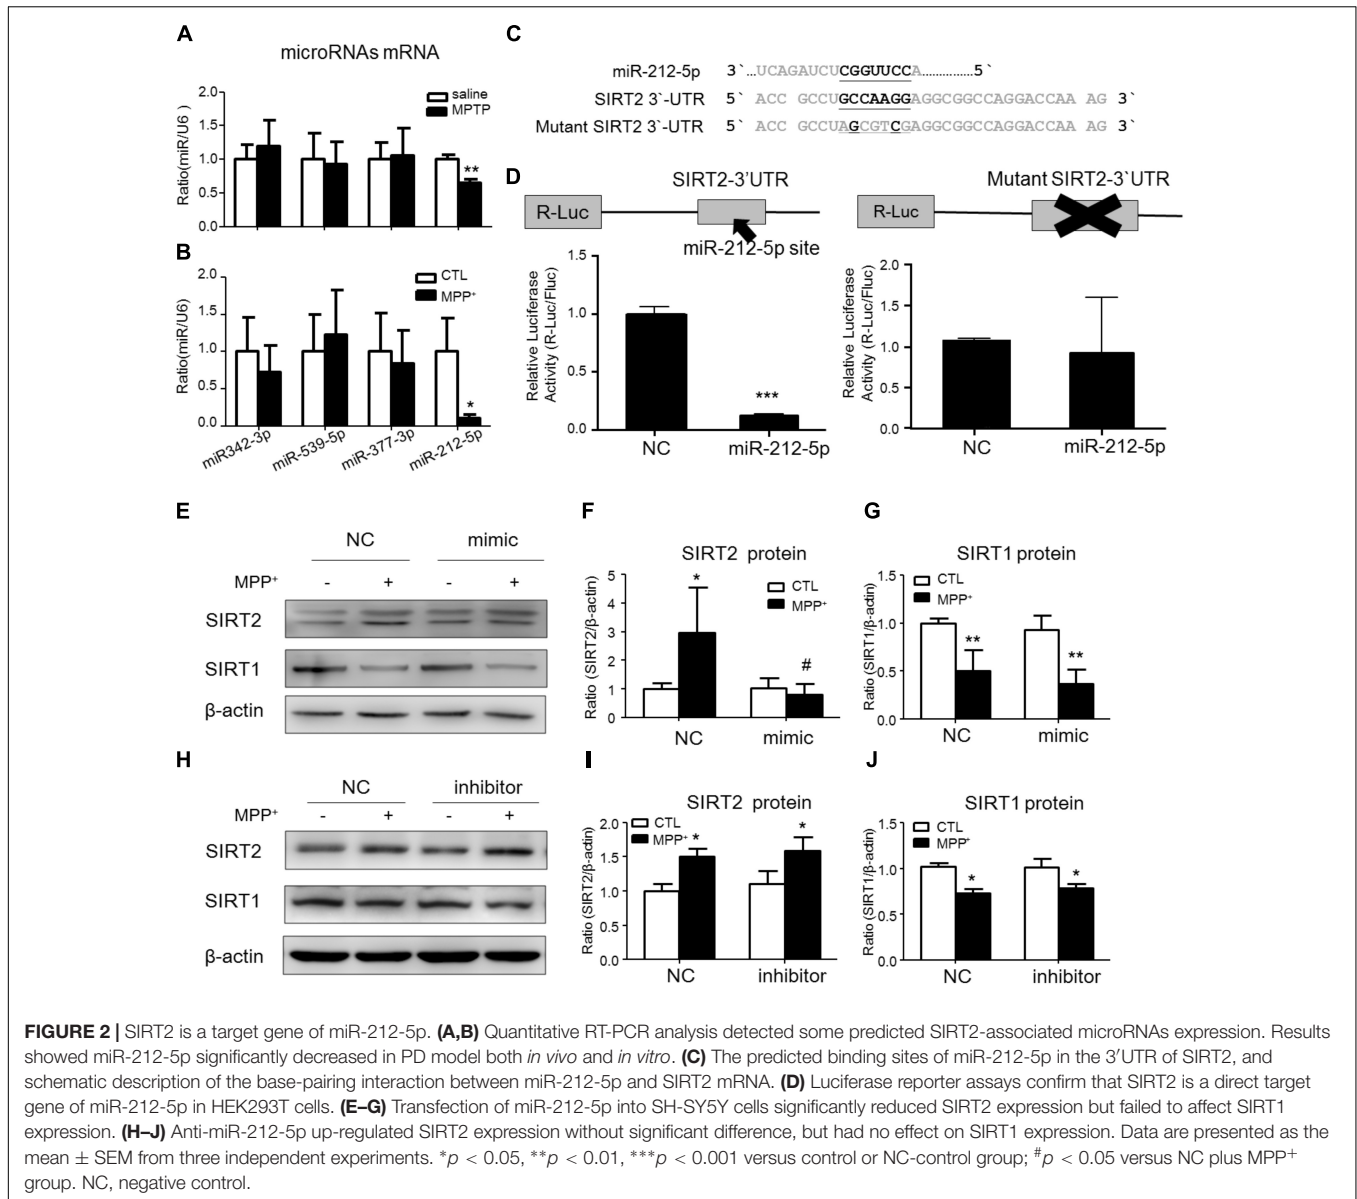 A
microRNAs mRNA
Ratio(miR/U6 )
2.0
1.5
1.0
0.5
0.0
saline
MPTP
**
B
Ratio(miR/U6)
2.0
1.5
1.0
0.5
0.0
CTL
MPP⁺
*
miR342-3p
miR-539-5p
miR-377-3p
miR-212-5p
C
miR-212-5p 3`…UCAGAUCUCGGUUCCA……………5`
SIRT2 3`-UTR 5` ACC GCCUGCCAAGGAGGCGGCCAGGACCAA AG 3`
Mutant SIRT2 3`-UTR 5` ACC GCCUAGCGTCGAGGCGGCCAGGACCAA AG 3`
D
SIRT2-3'UTR
R-Luc
miR-212-5p site
Relative Luciferase
Activity (R-Luc/Fluc)
1.5
1.0
0.5
0.0
***
NC
miR-212-5p
Mutant SIRT2-3`UTR
R-Luc
Relative Luciferase
Activity (R-Luc/Fluc)
2.0
1.5
1.0
0.5
0.0
NC
miR-212-5p
E
NC mimic
MPP⁺ - + - +
SIRT2
SIRT1
β-actin
F
SIRT2 protein
Ratio (SIRT2/β-actin)
5
4
3
2
1
0
CTL
MPP⁺
*
#
NC
mimic
G
SIRT1 protein
Ratio (SIRT1/β-actin)
1.5
1.0
0.5
0.0
CTL
MPP⁺
**
**
NC
mimic
H
NC inhibitor
MPP⁺ - + - +
SIRT2
SIRT1
β-actin
I
SIRT2 protein
Ratio (SIRT2/β-actin)
2.0
1.5
1.0
0.5
0.0
CTL
MPP⁺
*
*
NC
inhibitor
J
SIRT1 protein
Ratio (SIRT1/β-actin)
1.5
1.0
0.5
0.0
CTL
MPP⁺
*
*
NC
inhibitor
FIGURE 2 | SIRT2 is a target gene of miR-212-5p. (A,B) Quantitative RT-PCR analysis detected some predicted SIRT2-associated microRNAs expression. Results
showed miR-212-5p significantly decreased in PD model both in vivo and in vitro. (C) The predicted binding sites of miR-212-5p in the 3′UTR of SIRT2, and
schematic description of the base-pairing interaction between miR-212-5p and SIRT2 mRNA. (D) Luciferase reporter assays confirm that SIRT2 is a direct target
gene of miR-212-5p in HEK293T cells. (E–G) Transfection of miR-212-5p into SH-SY5Y cells significantly reduced SIRT2 expression but failed to affect SIRT1
expression. (H–J) Anti-miR-212-5p up-regulated SIRT2 expression without significant difference, but had no effect on SIRT1 expression. Data are presented as the
mean ± SEM from three independent experiments. *p < 0.05, **p < 0.01, ***p < 0.001 versus control or NC-control group; #p < 0.05 versus NC plus MPP⁺
group. NC, negative control.